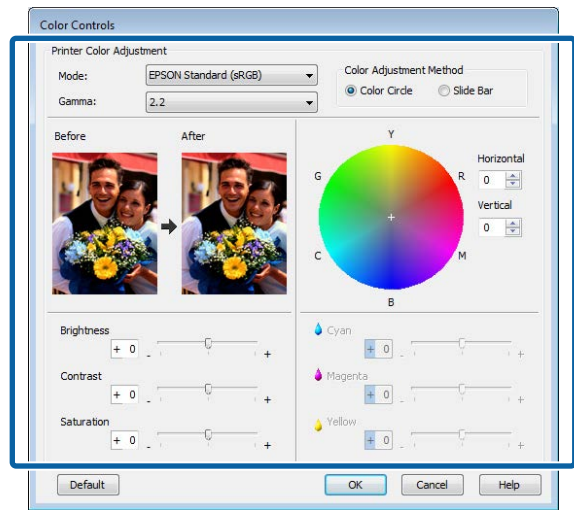 Color Controls
Printer Color Adjustment
Mode: EPSON Standard (sRGB)
Gamma: 2.2
Color Adjustment Method
Color Circle Slide Bar
Before After
Y
G R
C M
B
Horizontal
0
Vertical
0
Brightness
+ 0 - +
Contrast
+ 0 - +
Saturation
+ 0 - +
Cyan
+ 0 - +
Magenta
+ 0 - +
Yellow
+ 0 - +
Default OK Cancel Help